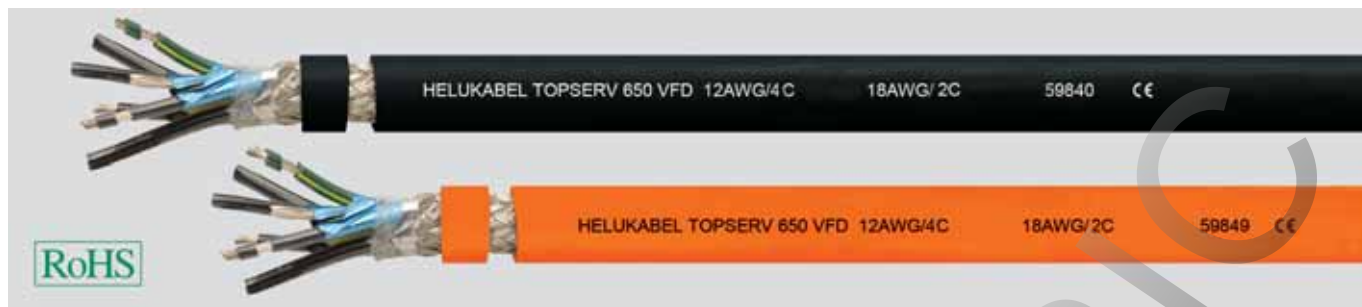 HELUKABEL TOPSERV 650 VFD 12AWG/4C 18AWG/2C 59840 CE
HELUKABEL TOPSERV 650 VFD 12AWG/4C 18AWG/2C 59849 CE
RoHS